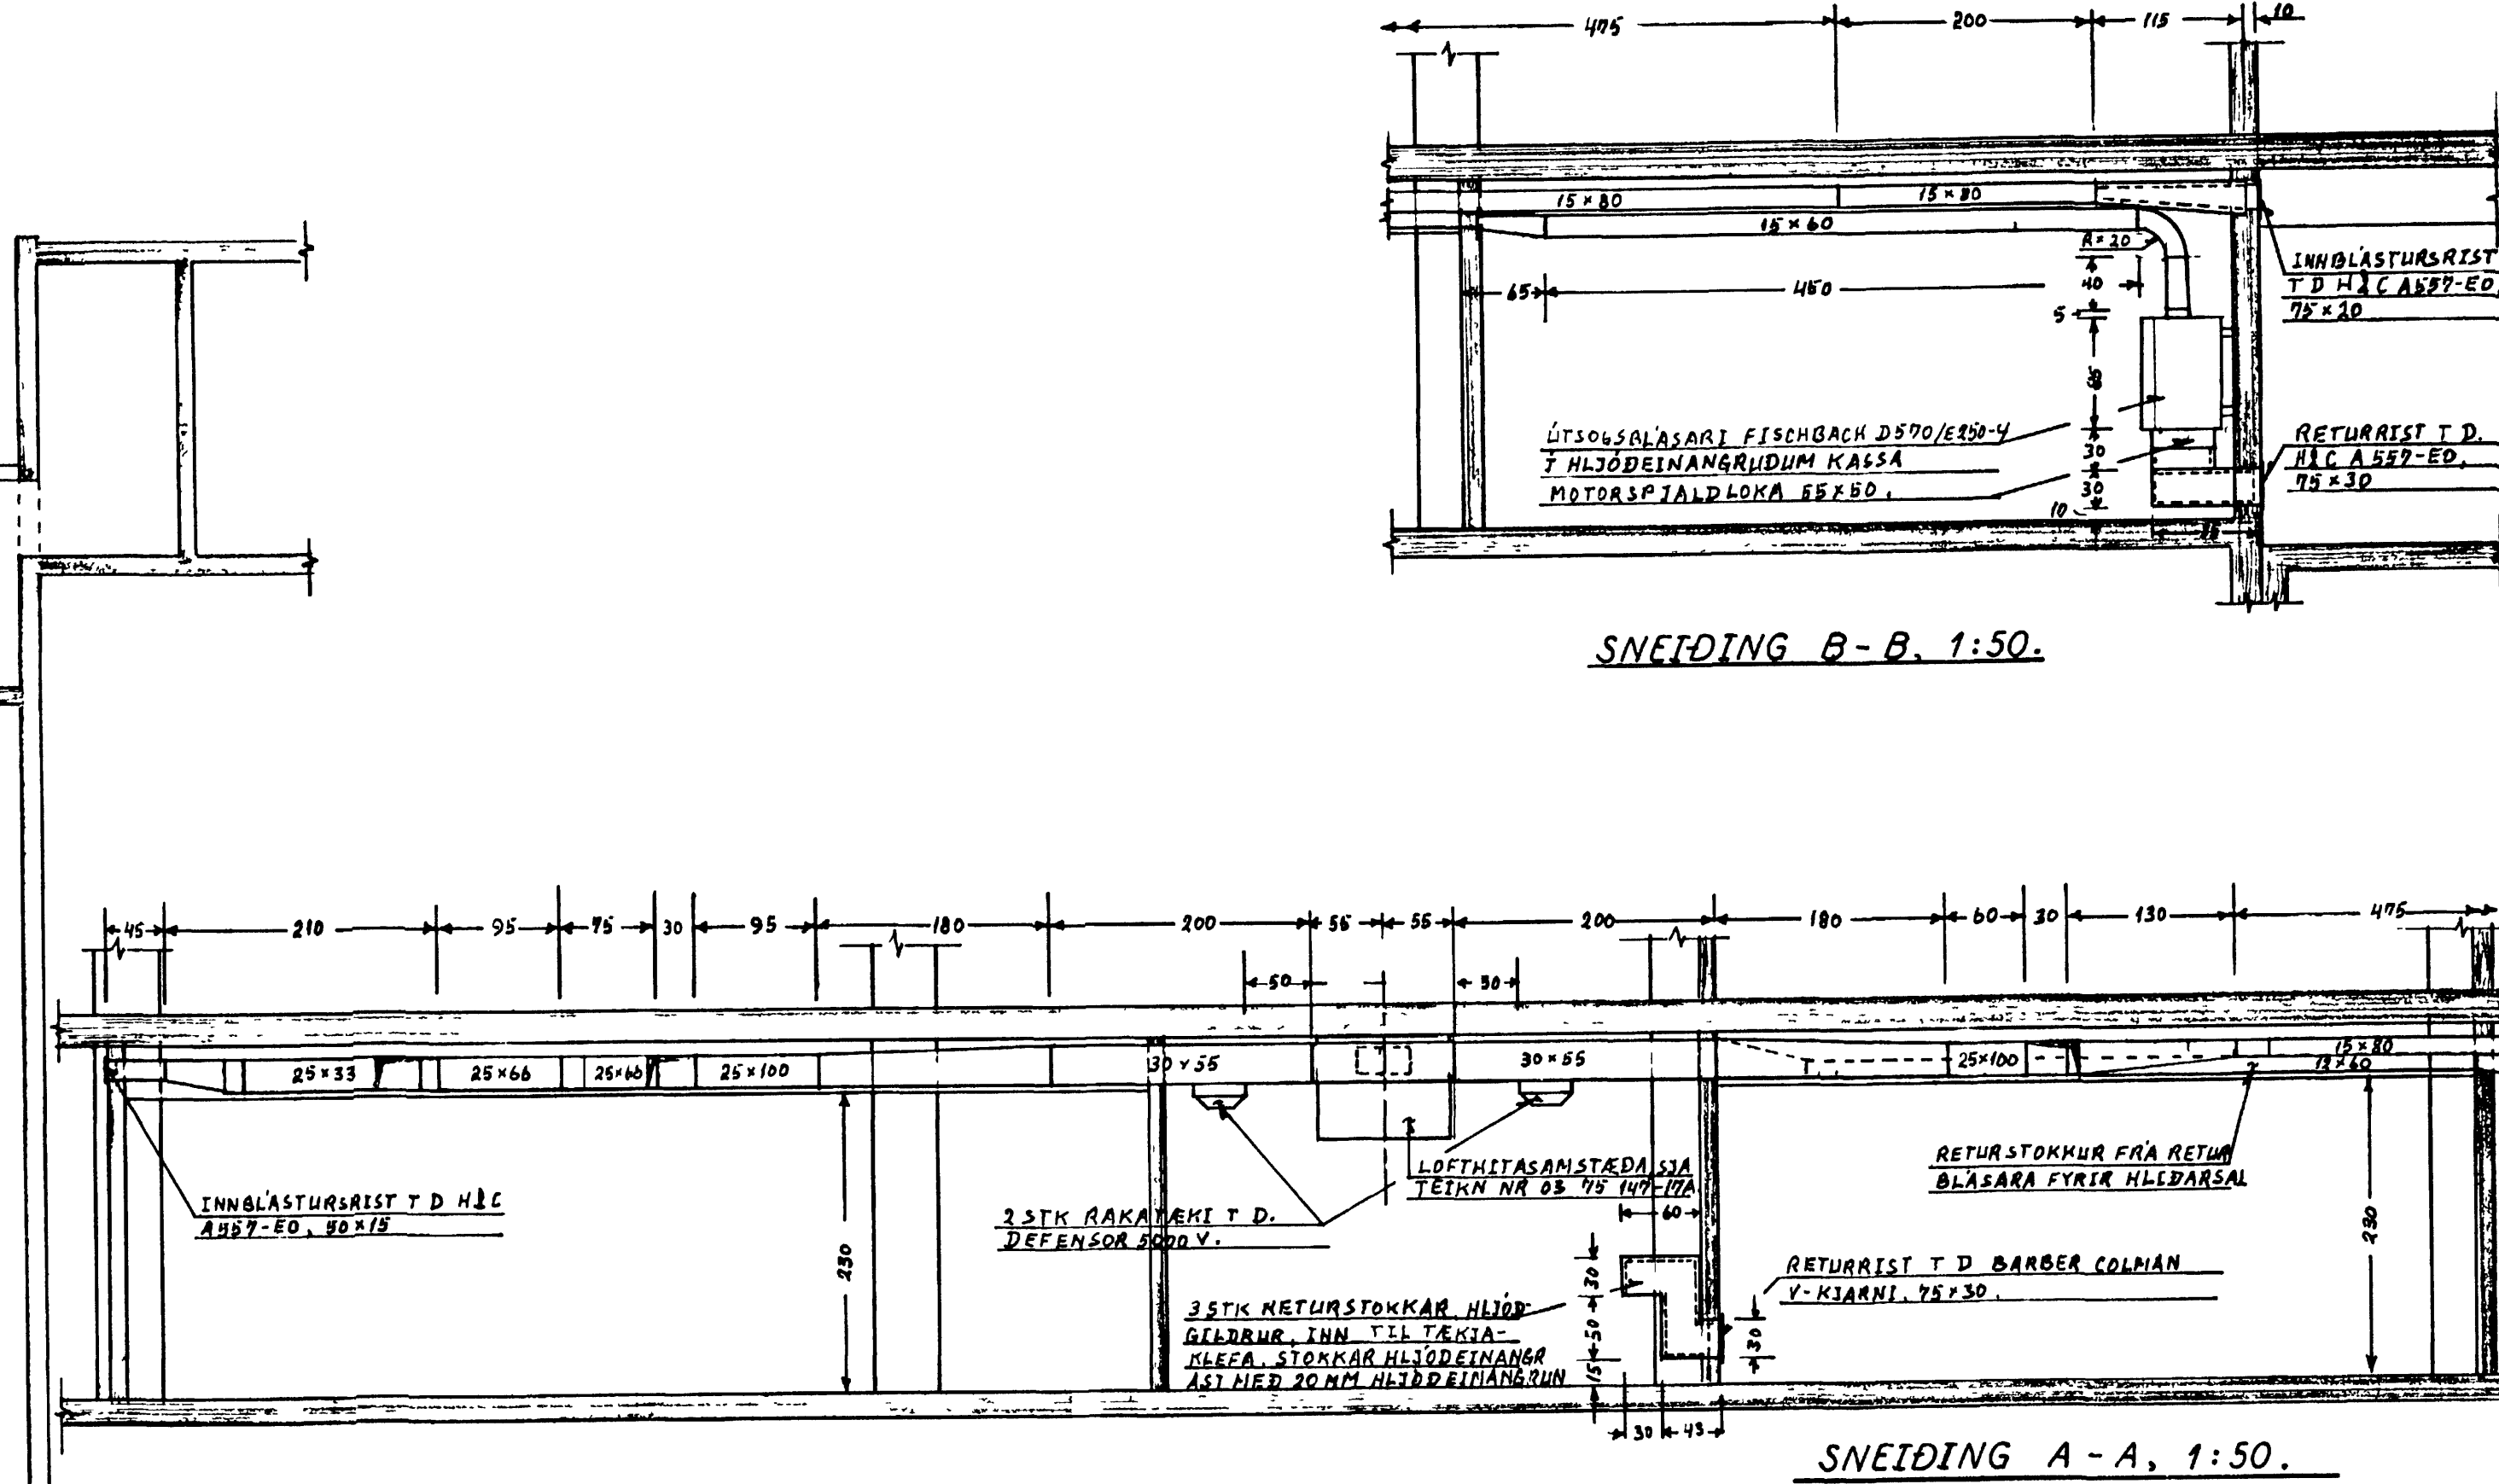 475 200 115 10
15×80 15×80
15×60
R=20
65 450 40
5
30
30
10
INNBLÁSTURSRIST
T D H&C A557-EO,
75×20
ÚTSOGSBLÁSARI FISCHBACH D570/E250-4
Í HLJÓÐEINANGRUÐUM KASSA
MOTORSPJALDLOKA 55×50.
RETURRIST T D.
H&C A 557-EO,
75×30
SNEIÐING B-B, 1:50.
45 210 95 75 30 95 180 200 55 55 200 180 60 30 130 475
50 50
25×33 25×66 25×66 25×100 30×55 30×55 25×100 15×80
12×60
INNBLÁSTURSRIST T D H&C
A557-EO, 50×15
230
2 STK RAKATÆKI T D.
DEFENSOR 5000 V.
LOFTHITASAMSTÆÐA SJÁ
TEIKN NR 03 75 147-17A
RETURSTOKKUR FRÁ RETUR
BLÁSARA FYRIR HLIÐARSAL
230
60
30
50
15
30
3 STK RETURSTOKKAR, HLJÓÐ-
GILDRUR, INN TIL TÆKJA-
KLEFA, STOKKAR HLJÓÐEINANGR
AST MEÐ 20 MM HLJÓÐEINANGRUN
RETURRIST T D BARBER COLMAN
V-KJARNI, 75×30.
30 43
SNEIÐING A-A, 1:50.